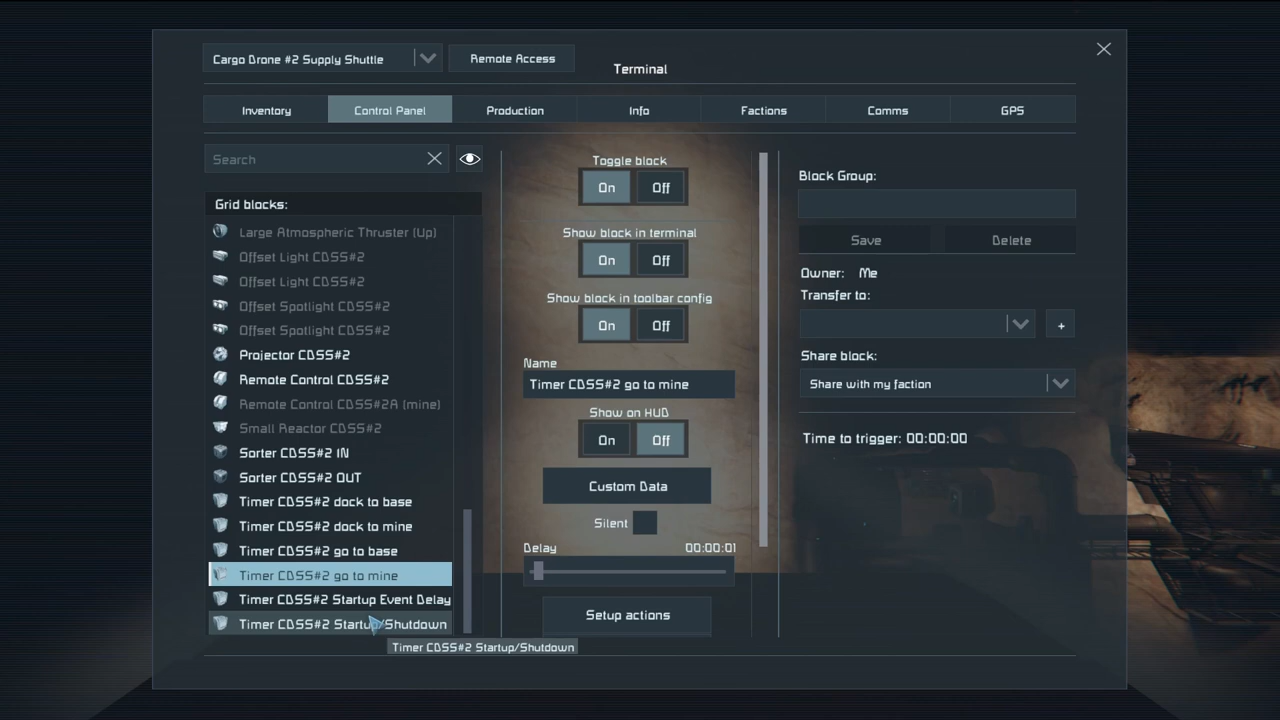 Cargo Drone #2 Supply Shuttle
Remote Access
Terminal
Inventory
Control Panel
Production
Info
Factions
Comms
GPS
Search
Grid blocks:
Large Atmospheric Thruster (Up)
Offset Light CDSS#2
Offset Light CDSS#2
Offset Spotlight CDSS#2
Offset Spotlight CDSS#2
Projector CDSS#2
Remote Control CDSS#2
Remote Control CDSS#2A (mine)
Small Reactor CDSS#2
Sorter CDSS#2 IN
Sorter CDSS#2 OUT
Timer CDSS#2 dock to base
Timer CDSS#2 dock to mine
Timer CDSS#2 go to base
Timer CDSS#2 go to mine
Timer CDSS#2 Startup Event Delay
Timer CDSS#2 Startup/Shutdown
Timer CDSS#2 Startup/Shutdown
Toggle block
On Off
Show block in terminal
On Off
Show block in toolbar config
On Off
Name
Timer CDSS#2 go to mine
Show on HUD
On Off
Custom Data
Silent
Delay 00:00:01
Setup actions
Block Group:
Save Delete
Owner: Me
Transfer to:
+
Share block:
Share with my faction
Time to trigger: 00:00:00